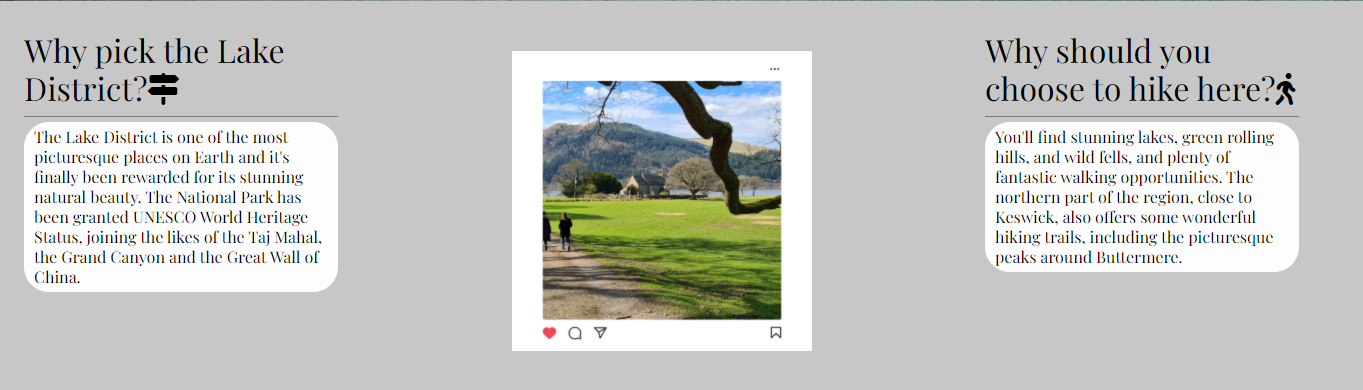 Why pick the Lake
District?
The Lake District is one of the most
picturesque places on Earth and it's
finally been rewarded for its stunning
natural beauty. The National Park has
been granted UNESCO World Heritage
Status, joining the likes of the Taj Mahal,
the Grand Canyon and the Great Wall of
China.
Why should you
choose to hike here?
You'll find stunning lakes, green rolling
hills, and wild fells, and plenty of
fantastic walking opportunities. The
northern part of the region, close to
Keswick, also offers some wonderful
hiking trails, including the picturesque
peaks around Buttermere.